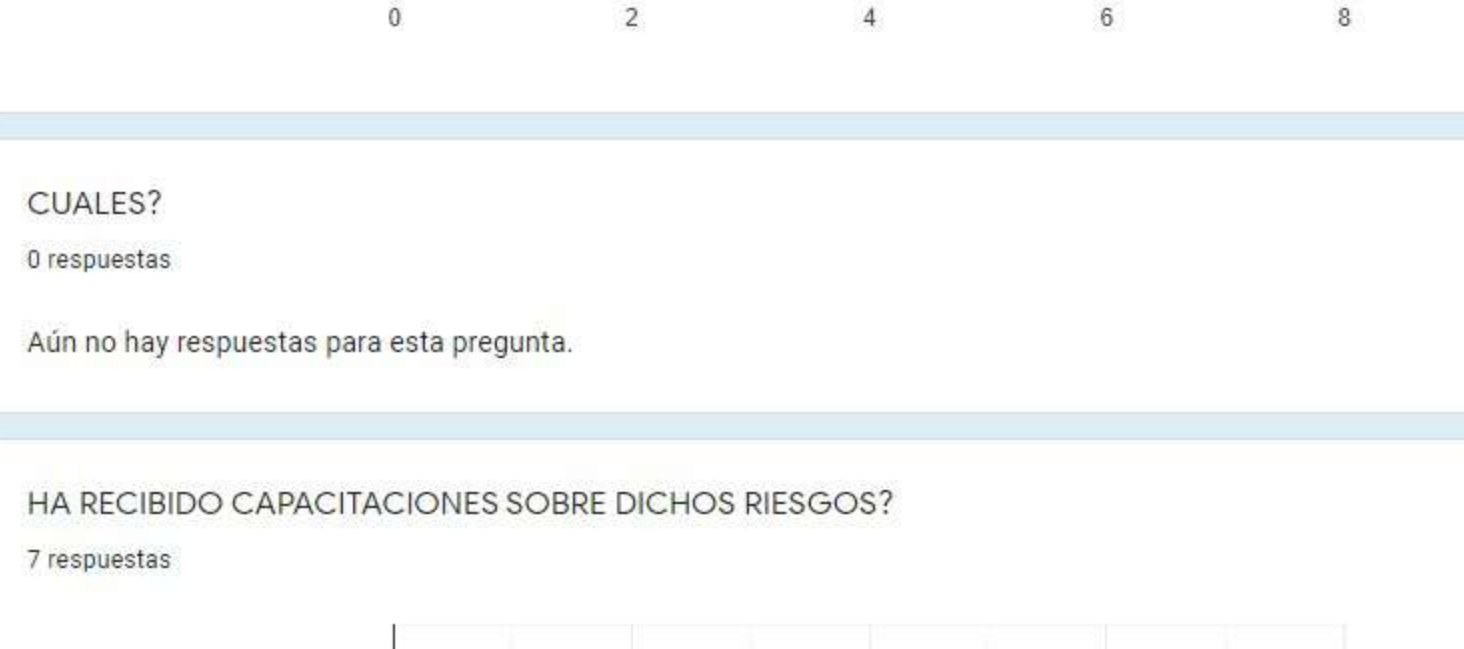 0 2 4 6 8
CUALES?
0 respuestas
Aún no hay respuestas para esta pregunta.
HA RECIBIDO CAPACITACIONES SOBRE DICHOS RIESGOS?
7 respuestas